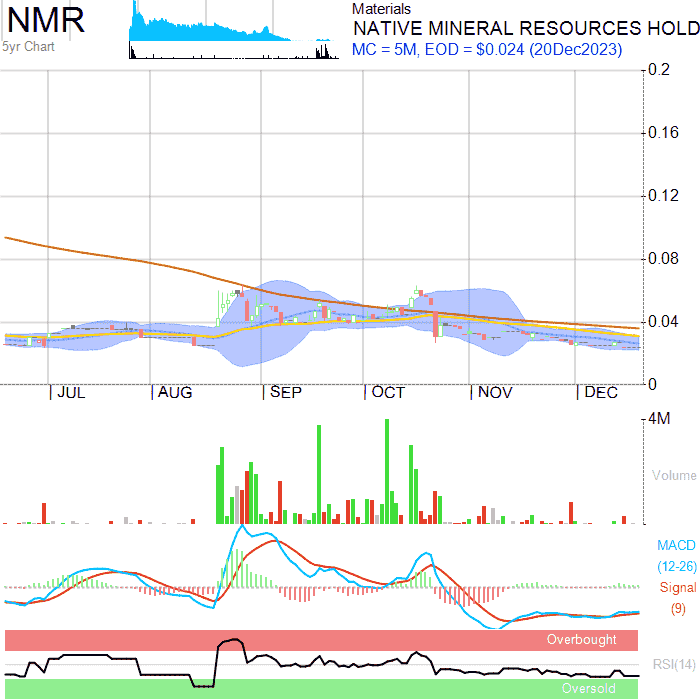 NMR
5yr Chart
Materials
NATIVE MINERAL RESOURCES HOLD
MC = 5M, EOD = $0.024 (20Dec2023)
0.2
0.16
0.12
0.08
0.04
0
JUL AUG SEP OCT NOV DEC
4M
Volume
MACD
(12-26)
Signal
(9)
Overbought
RSI(14)
Oversold